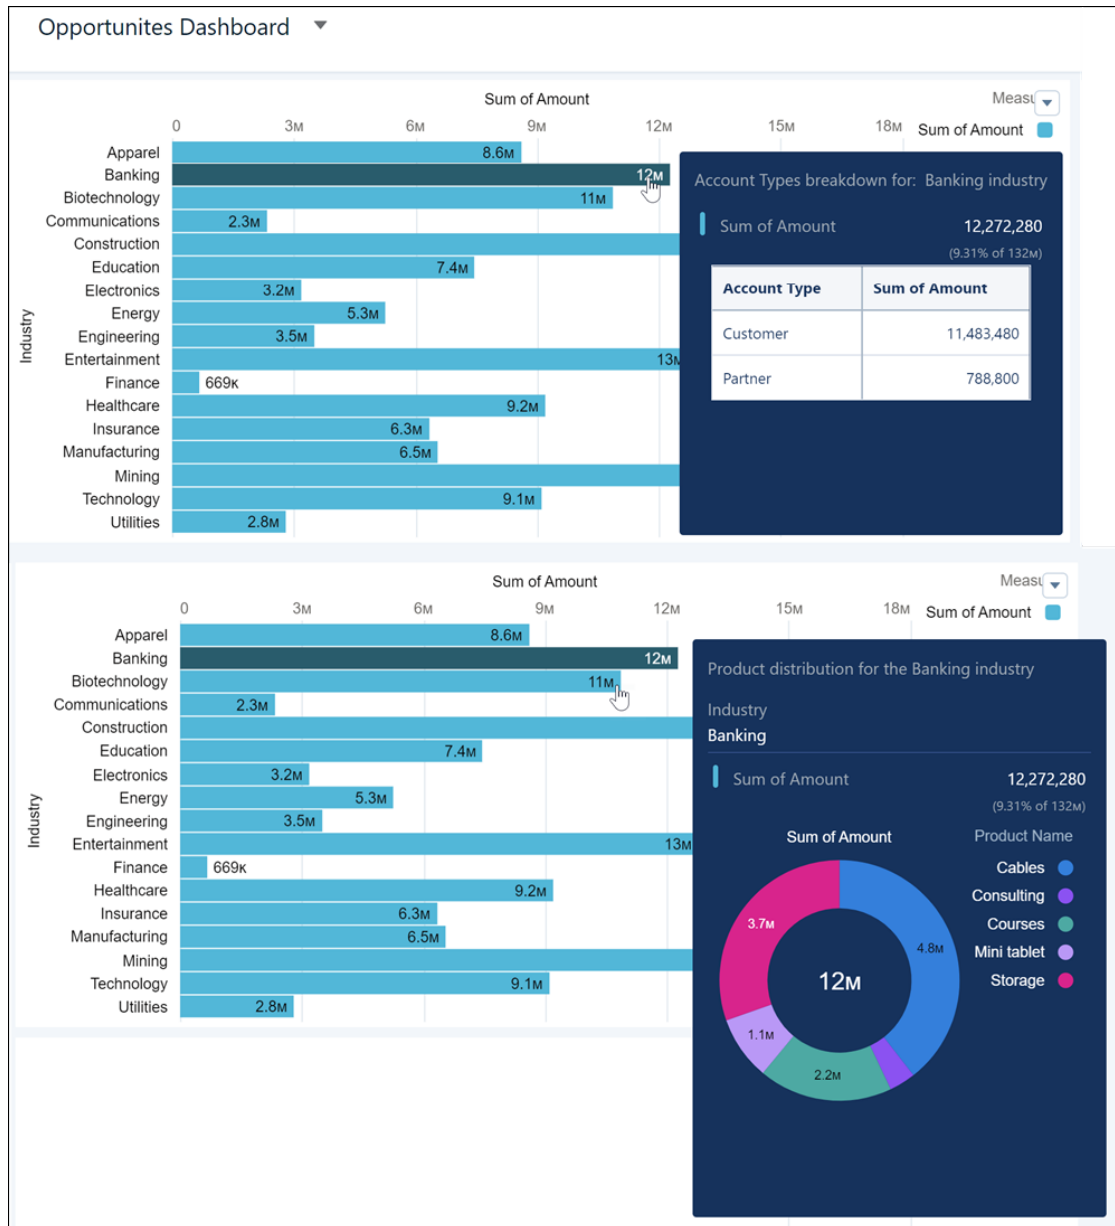 Opportunites Dashboard
Sum of Amount
Measu
0 3M 6M 9M 12M 15M 18M
Sum of Amount
Industry
Apparel 8.6M
Banking 12M
Biotechnology 11M
Communications 2.3M
Construction
Education 7.4M
Electronics 3.2M
Energy 5.3M
Engineering 3.5M
Entertainment 13M
Finance 669K
Healthcare 9.2M
Insurance 6.3M
Manufacturing 6.5M
Mining
Technology 9.1M
Utilities 2.8M
Account Types breakdown for: Banking industry
Sum of Amount 12,272,280
(9.31% of 132M)
Account Type Sum of Amount
Customer 11,483,480
Partner 788,800
Sum of Amount
Measu
0 3M 6M 9M 12M 15M 18M
Sum of Amount
Industry
Apparel 8.6M
Banking 12M
Biotechnology 11M
Communications 2.3M
Construction
Education 7.4M
Electronics 3.2M
Energy 5.3M
Engineering 3.5M
Entertainment 13M
Finance 669K
Healthcare 9.2M
Insurance 6.3M
Manufacturing 6.5M
Mining
Technology 9.1M
Utilities 2.8M
Product distribution for the Banking industry
Industry
Banking
Sum of Amount 12,272,280
(9.31% of 132M)
Sum of Amount
Product Name
Cables
Consulting
Courses
Mini tablet
Storage
3.7M
4.8M
12M
1.1M
2.2M